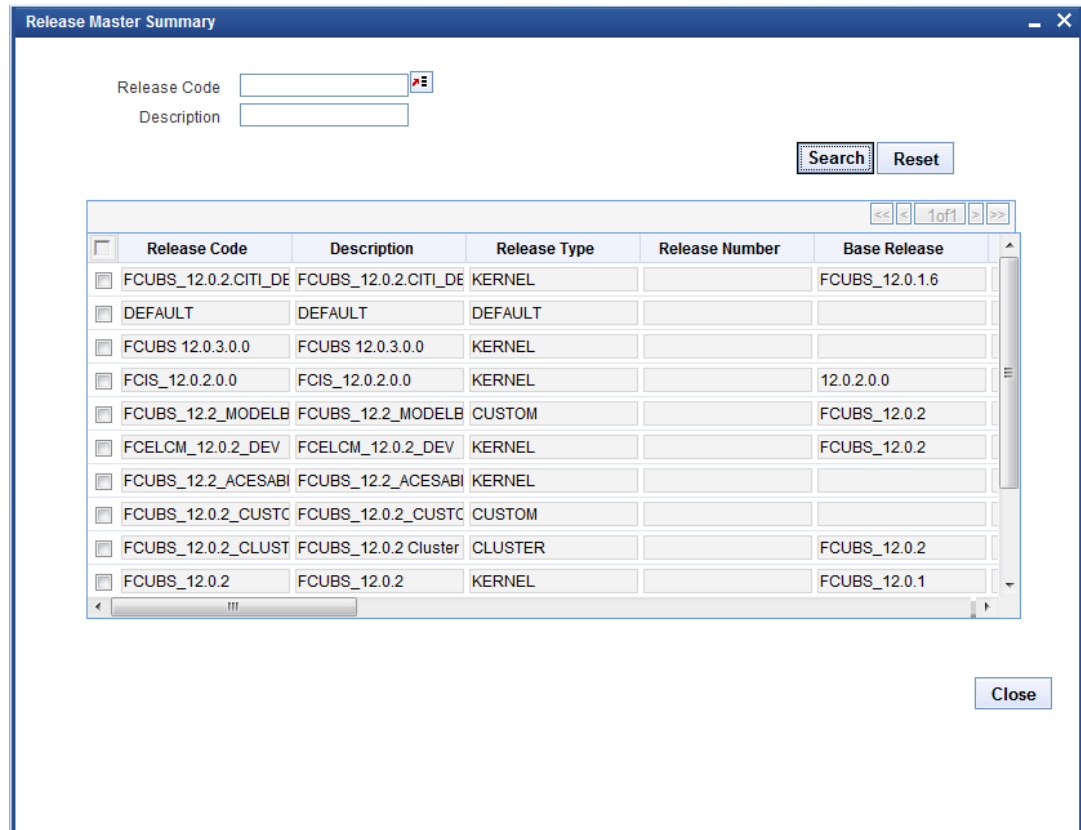 Release Master Summary
Release Code
Description
Search Reset
<< < 1of1 > >>
Release Code Description Release Type Release Number Base Release
FCUBS_12.0.2.CITI_DE FCUBS_12.0.2.CITI_DE KERNEL FCUBS_12.0.1.6
DEFAULT DEFAULT DEFAULT
FCUBS 12.0.3.0.0 FCUBS 12.0.3.0.0 KERNEL
FCIS_12.0.2.0.0 FCIS_12.0.2.0.0 KERNEL 12.0.2.0.0
FCUBS_12.2_MODELB FCUBS_12.2_MODELB CUSTOM FCUBS_12.0.2
FCELCM_12.0.2_DEV FCELCM_12.0.2_DEV KERNEL FCUBS_12.0.2
FCUBS_12.2_ACESABI FCUBS_12.2_ACESABI KERNEL
FCUBS_12.0.2_CUSTC FCUBS_12.0.2_CUSTC CUSTOM
FCUBS_12.0.2_CLUST FCUBS_12.0.2 Cluster CLUSTER FCUBS_12.0.2
FCUBS_12.0.2 FCUBS_12.0.2 KERNEL FCUBS_12.0.1
Close